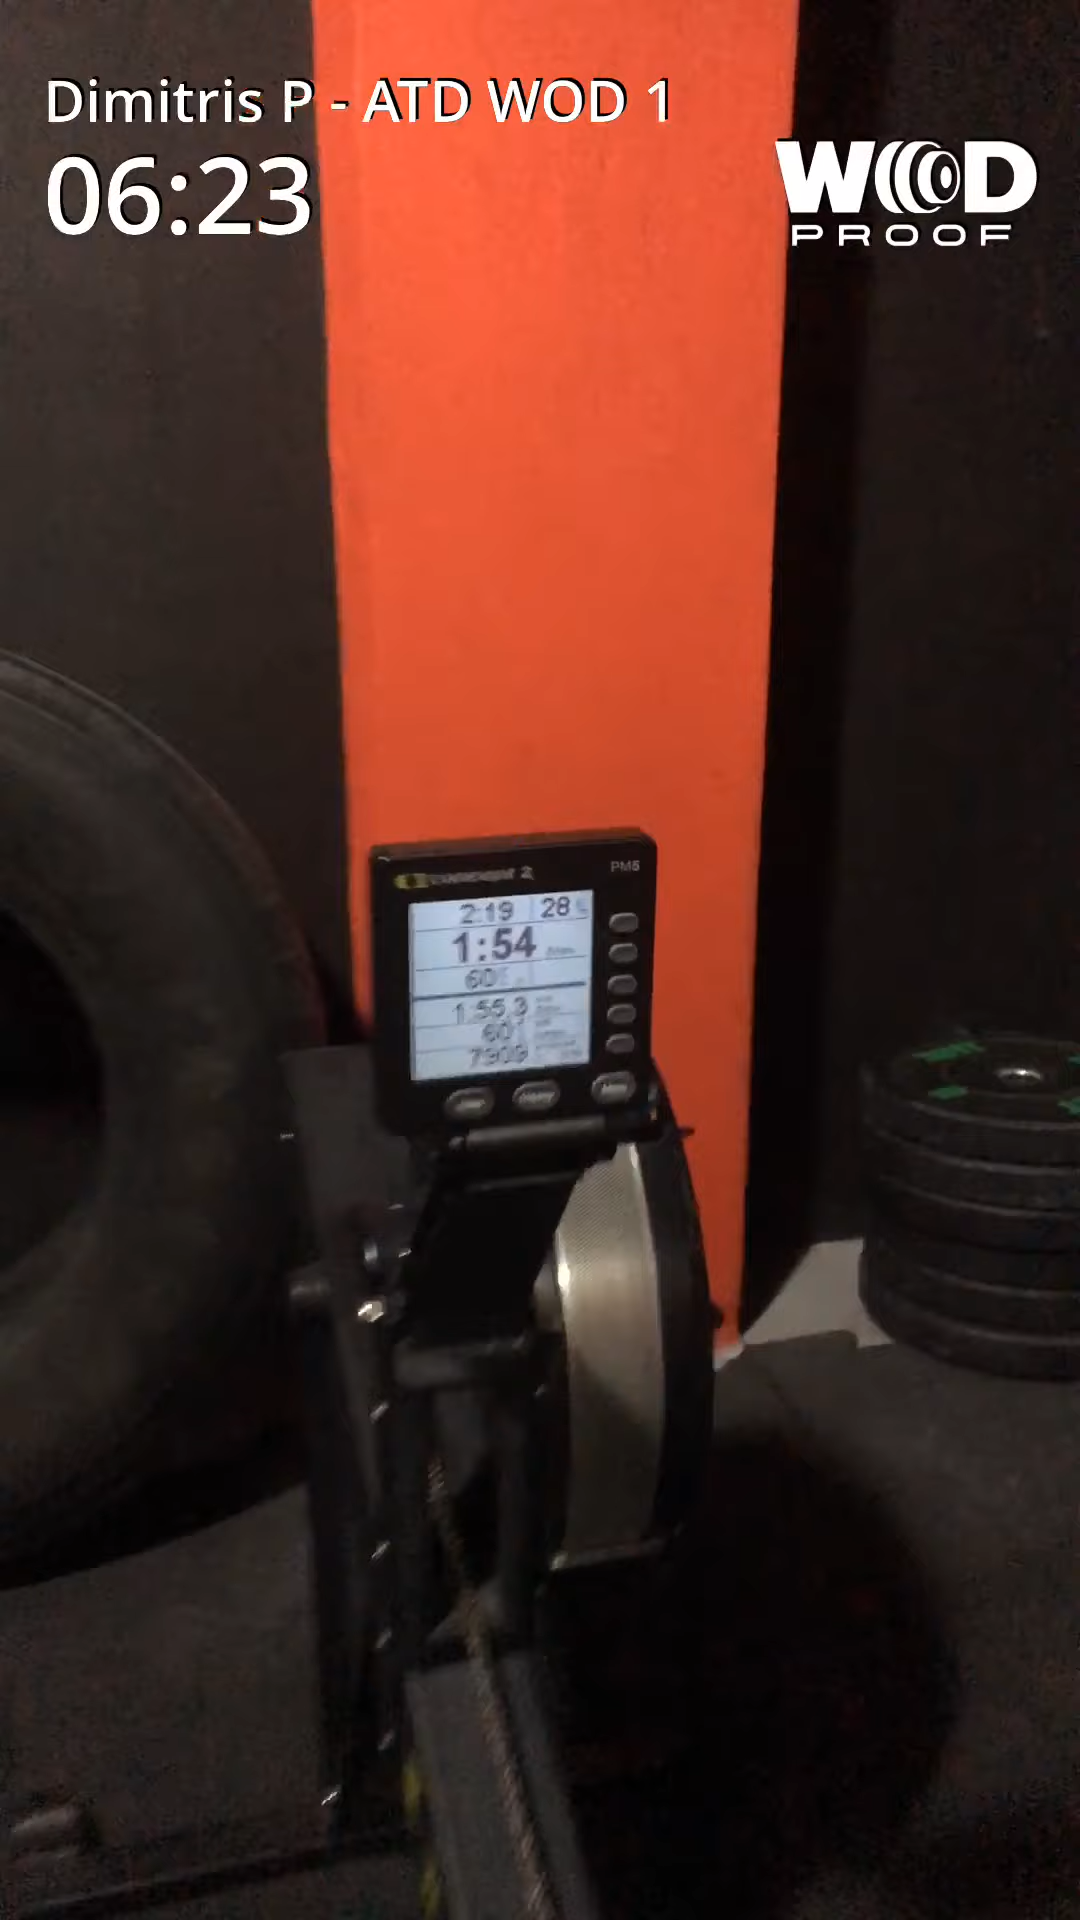 Dimitris P - ATD WOD 1
06:23
WOD
PROOF
PM5
2:19 28
1:54
60
1:55.3
60
7909